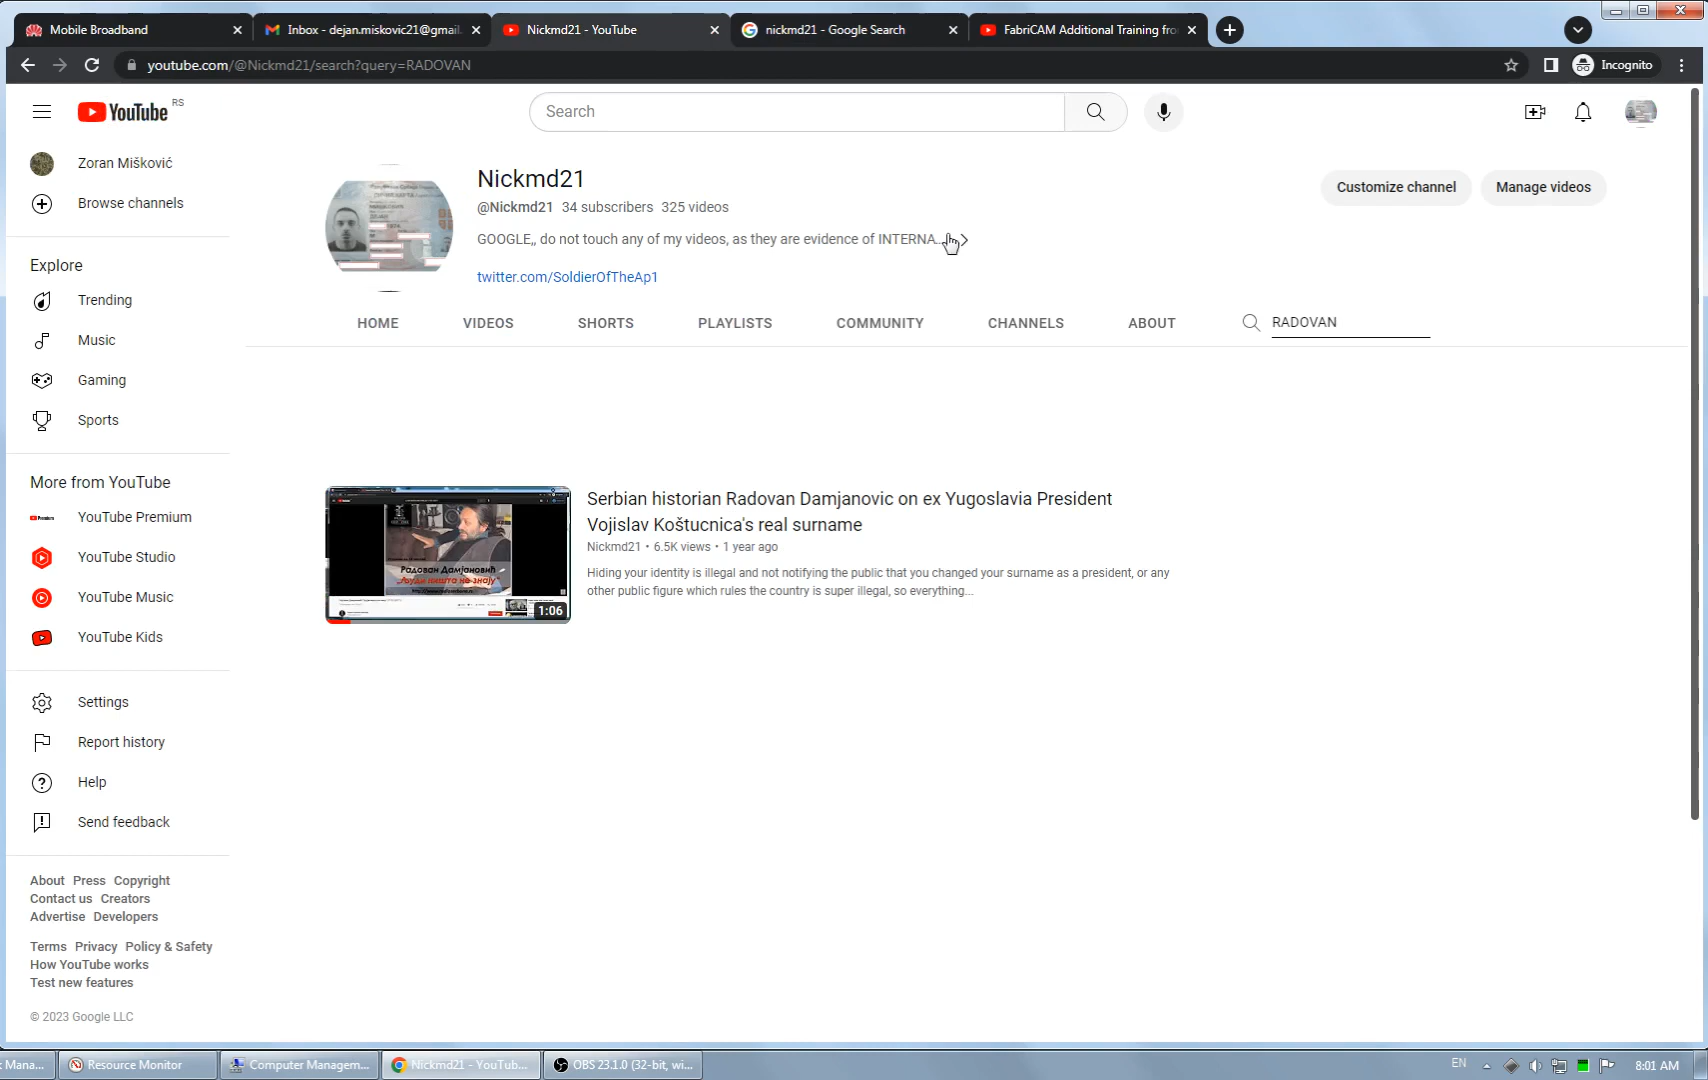 Mobile Broadband
Inbox - dejan.miskovic21@gmail.
Nickmd21 - YouTube
nickmd21 - Google Search
FabriCAM Additional Training fro
youtube.com/@Nickmd21/search?query=RADOVAN
Incognito
YouTube RS
Search
Zoran Mišković
Browse channels
Explore
Trending
Music
Gaming
Sports
More from YouTube
YouTube Premium
YouTube Studio
YouTube Music
YouTube Kids
Settings
Report history
Help
Send feedback
About Press Copyright
Contact us Creators
Advertise Developers
Terms Privacy Policy & Safety
How YouTube works
Test new features
© 2023 Google LLC
Nickmd21
@Nickmd21 34 subscribers 325 videos
GOOGLE,, do not touch any of my videos, as they are evidence of INTERNA...
twitter.com/SoldierOfTheAp1
Customize channel
Manage videos
HOME VIDEOS SHORTS PLAYLISTS COMMUNITY CHANNELS ABOUT RADOVAN
Радован Дамјановић
„Људи ништа не знају"
1:06
Serbian historian Radovan Damjanovic on ex Yugoslavia President
Vojislav Koštucnica's real surname
Nickmd21 • 6.5K views • 1 year ago
Hiding your identity is illegal and not notifying the public that you changed your surname as a president, or any
other public figure which rules the country is super illegal, so everything...
Mana...
Resource Monitor
Computer Managem...
Nickmd21 - YouTub...
OBS 23.1.0 (32-bit, wi...
EN
8:01 AM